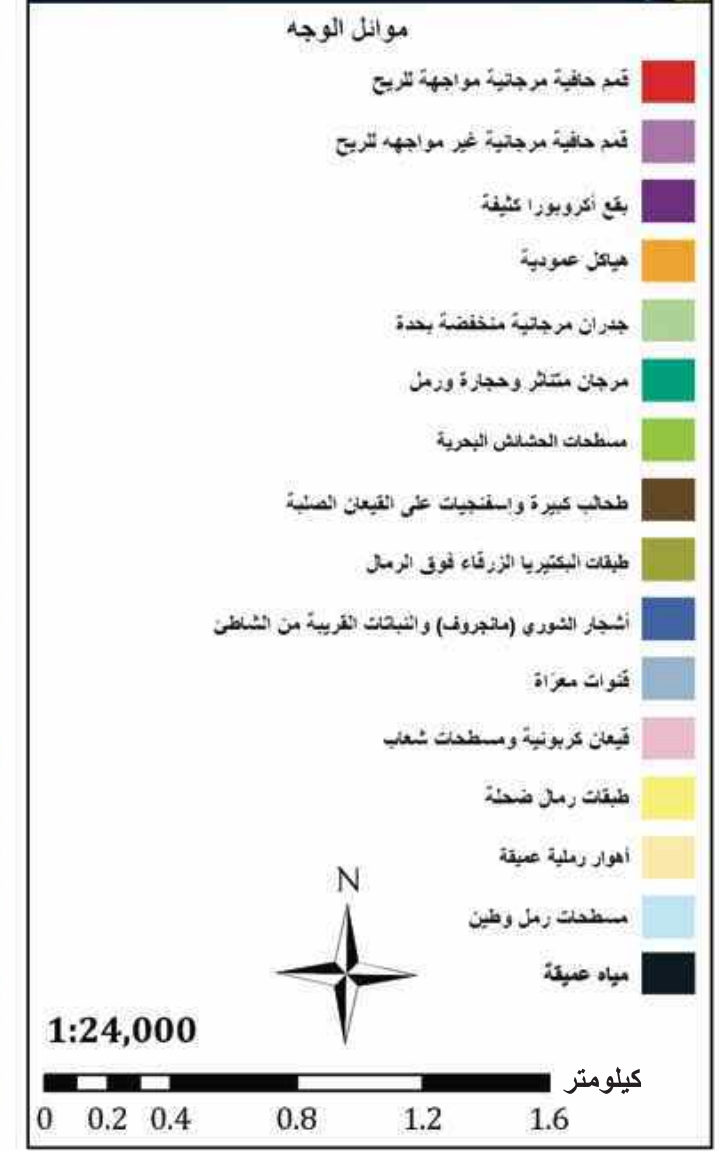 موائل الوجه
قمم حافية مرجانية مواجهة للريح
قمم حافية مرجانية غير مواجهه للريح
بقع أكروبورا كثيفة
هياكل عمودية
جدران مرجانية منخفضة بحدة
مرجان متناثر وحجارة ورمل
مسطحات الحشائش البحرية
طحالب كبيرة وإسفنجيات على القيعان الصلبة
طبقات البكتيريا الزرقاء فوق الرمال
أشجار الشوري (مانجروف) والنباتات القريبة من الشاطئ
قنوات معرّاة
قيعان كربونية ومسطحات شعاب
طبقات رمال ضحلة
أهوار رملية عميقة
مسطحات رمل وطين
مياه عميقة
N
1:24,000
كيلومتر
0 0.2 0.4 0.8 1.2 1.6